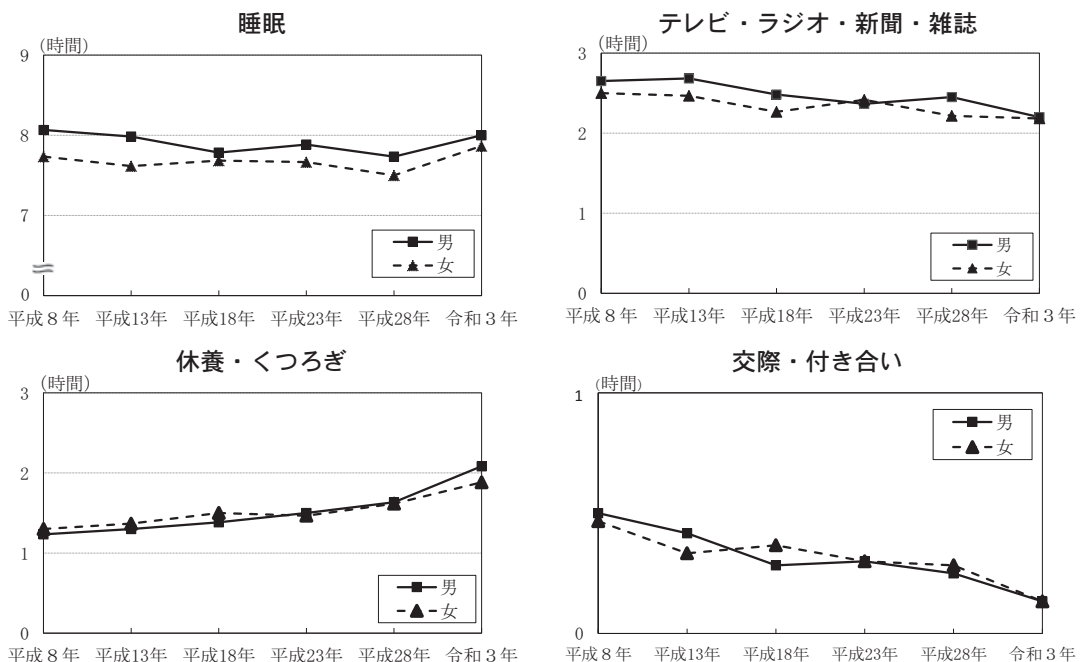 睡眠
(時間)
9
8
7
0
男
女
平成８年 平成13年 平成18年 平成23年 平成28年 令和３年
テレビ・ラジオ・新聞・雑誌
(時間)
3
2
1
0
男
女
平成８年 平成13年 平成18年 平成23年 平成28年 令和３年
休養・くつろぎ
(時間)
3
2
1
0
男
女
平成８年 平成13年 平成18年 平成23年 平成28年 令和３年
交際・付き合い
(時間)
1
0
男
女
平成８年 平成13年 平成18年 平成23年 平成28年 令和３年